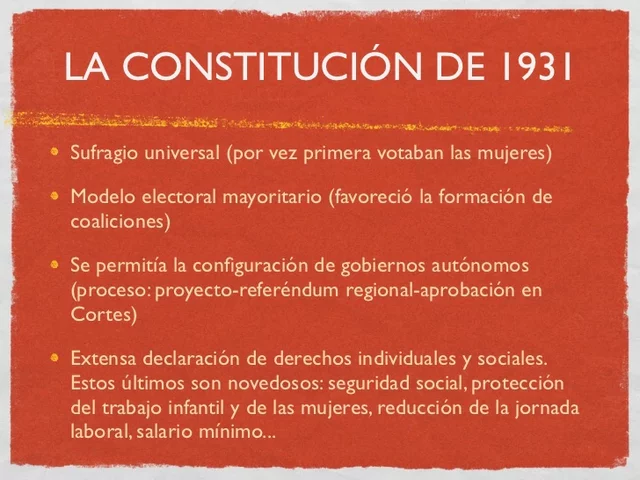 LA CONSTITUCIÓN DE 1931
Sufragio universal (por vez primera votaban las mujeres)
Modelo electoral mayoritario (favoreció la formación de
coaliciones)
Se permitía la configuración de gobiernos autónomos
(proceso: proyecto-referéndum regional-aprobación en
Cortes)
Extensa declaración de derechos individuales y sociales.
Estos últimos son novedosos: seguridad social, protección
del trabajo infantil y de las mujeres, reducción de la jornada
laboral, salario mínimo...